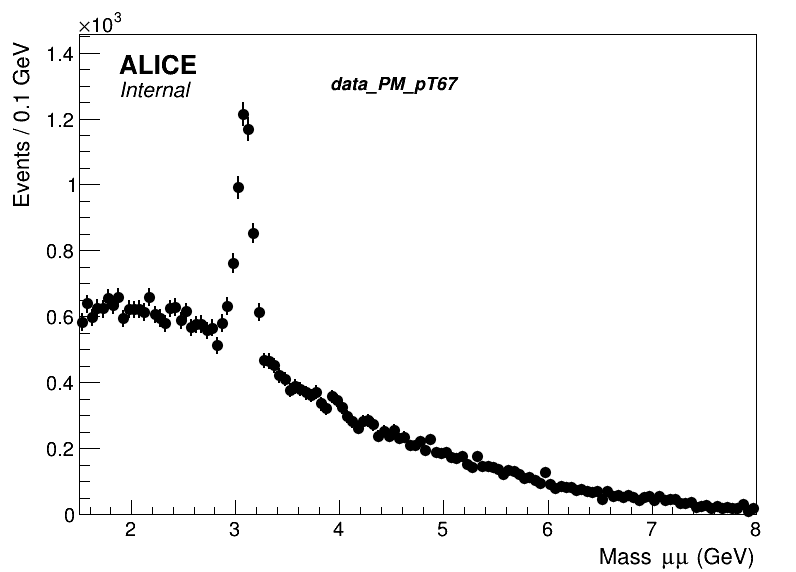 ×10³
ALICE
Internal
data_PM_pT67
Events / 0.1 GeV
1.4
1.2
1
0.8
0.6
0.4
0.2
0
2 3 4 5 6 7 8
Mass μμ (GeV)